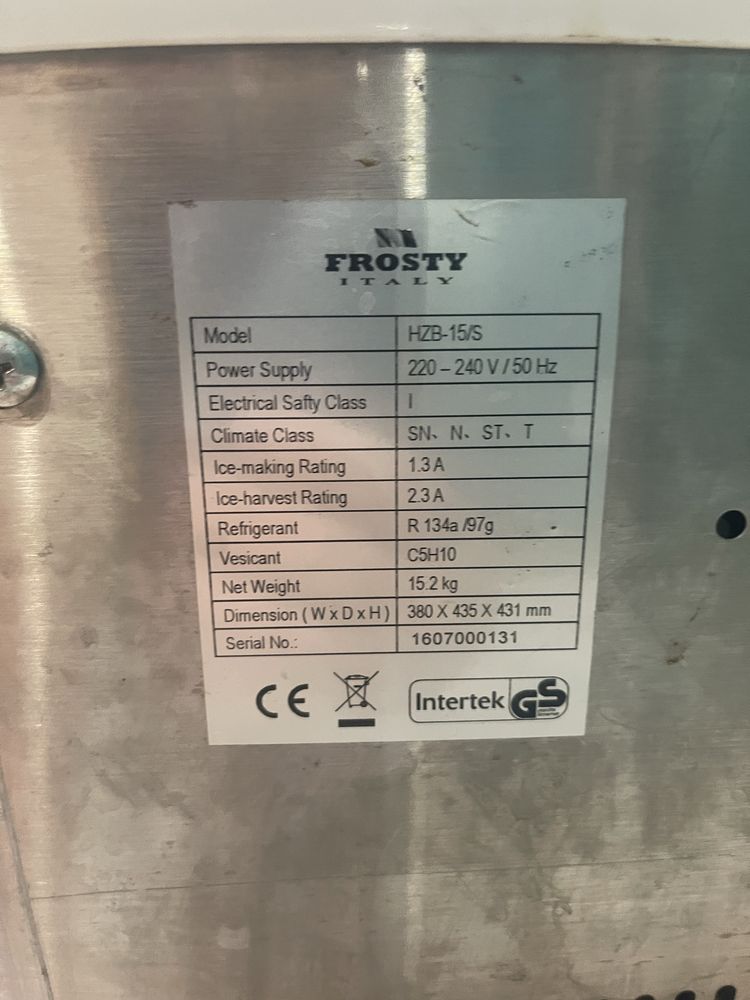 FROSTY
ITALY
Model HZB-15/S
Power Supply 220 – 240 V / 50 Hz
Electrical Safty Class I
Climate Class SN、N、ST、T
Ice-making Rating 1.3 A
Ice-harvest Rating 2.3 A
Refrigerant R 134a /97g
Vesicant C5H10
Net Weight 15.2 kg
Dimension ( W x D x H ) 380 X 435 X 431 mm
Serial No.: 1607000131
CE
Intertek GS